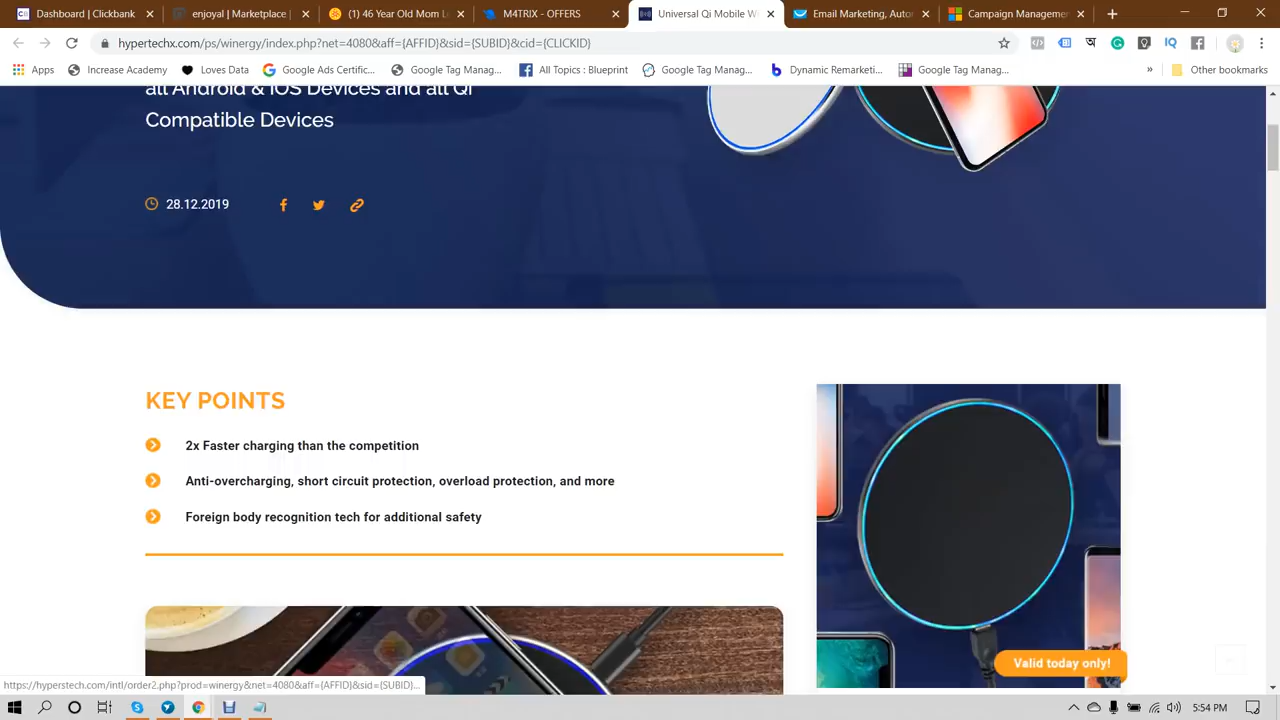 Dashboard | Clickbank
enjoyal | Marketplace
(1) 46 Year Old Mom L
M4TRIX - OFFERS
Universal Qi Mobile W
Email Marketing, Auto
Campaign Manageme
hypertechx.com/ps/winergy/index.php?net=4080&aff={AFFID}&sid={SUBID}&cid={CLICKID}
Apps
Increase Academy
Loves Data
Google Ads Certific...
Google Tag Manag...
All Topics : Blueprint
Google Tag Manag...
Dynamic Remarketi...
Google Tag Manag...
»
Other bookmarks
all Android & IOS Devices and all QI
Compatible Devices
28.12.2019
KEY POINTS
2x Faster charging than the competition
Anti-overcharging, short circuit protection, overload protection, and more
Foreign body recognition tech for additional safety
Valid today only!
https://hyperstech.com/intl/order2.php?prod=winergy&net=4080&aff={AFFID}&sid={SUBID}...
5:54 PM